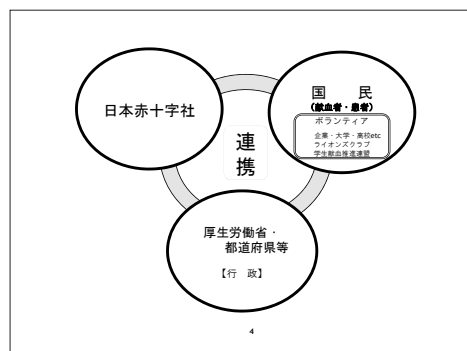 日本赤十字社
国　民
(献血者・患者)
ボランティア
企業・大学・高校etc
ライオンズクラブ
学生献血推進連盟
連
携
厚生労働省・
都道府県等
【行　政】
4